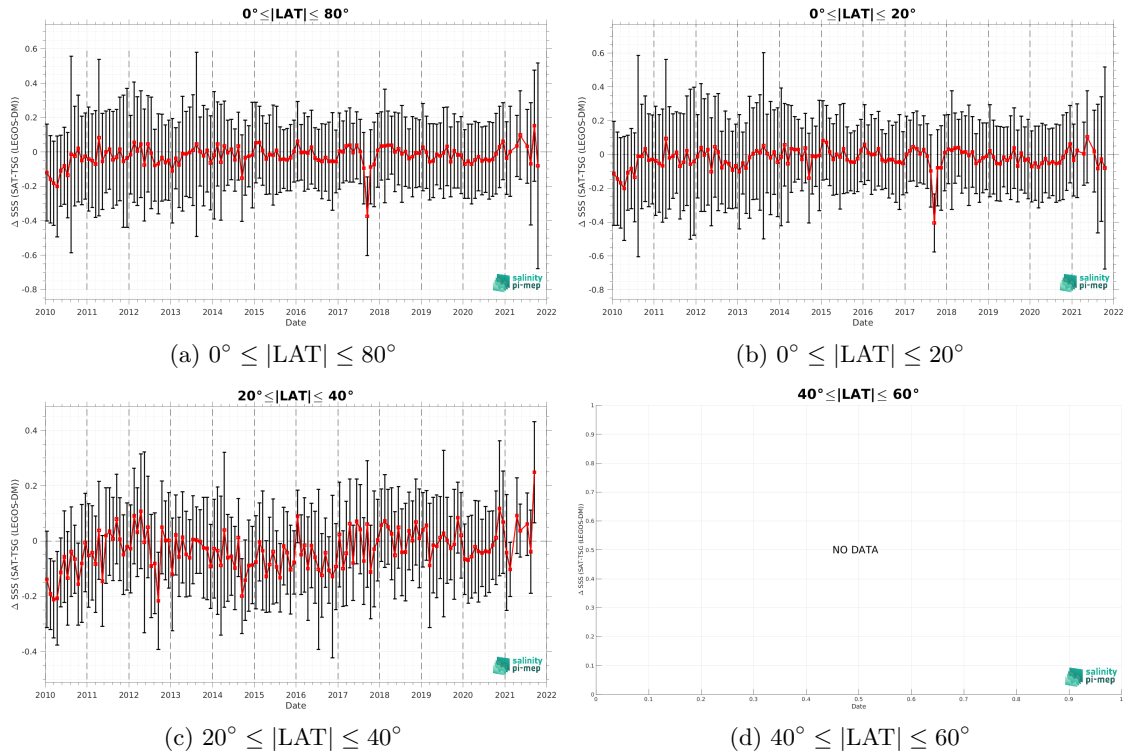 0°≤|LAT|≤ 80°
Δ SSS (SAT-TSG (LEGOS-DM))
0.6
0.4
0.2
0
-0.2
-0.4
-0.6
-0.8
2010 2011 2012 2013 2014 2015 2016 2017 2018 2019 2020 2021 2022
Date
salinity
pi-mep
(a) 0° ≤ |LAT| ≤ 80°
0°≤|LAT|≤ 20°
Δ SSS (SAT-TSG (LEGOS-DM))
0.6
0.4
0.2
0
-0.2
-0.4
-0.6
-0.8
2010 2011 2012 2013 2014 2015 2016 2017 2018 2019 2020 2021 2022
Date
salinity
pi-mep
(b) 0° ≤ |LAT| ≤ 20°
20°≤|LAT|≤ 40°
Δ SSS (SAT-TSG (LEGOS-DM))
0.4
0.2
0
-0.2
-0.4
2010 2011 2012 2013 2014 2015 2016 2017 2018 2019 2020 2021 2022
Date
salinity
pi-mep
(c) 20° ≤ |LAT| ≤ 40°
40°≤|LAT|≤ 60°
Δ SSS (SAT-TSG (LEGOS-DM))
1
0.9
0.8
0.7
0.6
0.5
0.4
0.3
0.2
0.1
0
NO DATA
0 0.1 0.2 0.3 0.4 0.5 0.6 0.7 0.8 0.9 1
Date
salinity
pi-mep
(d) 40° ≤ |LAT| ≤ 60°